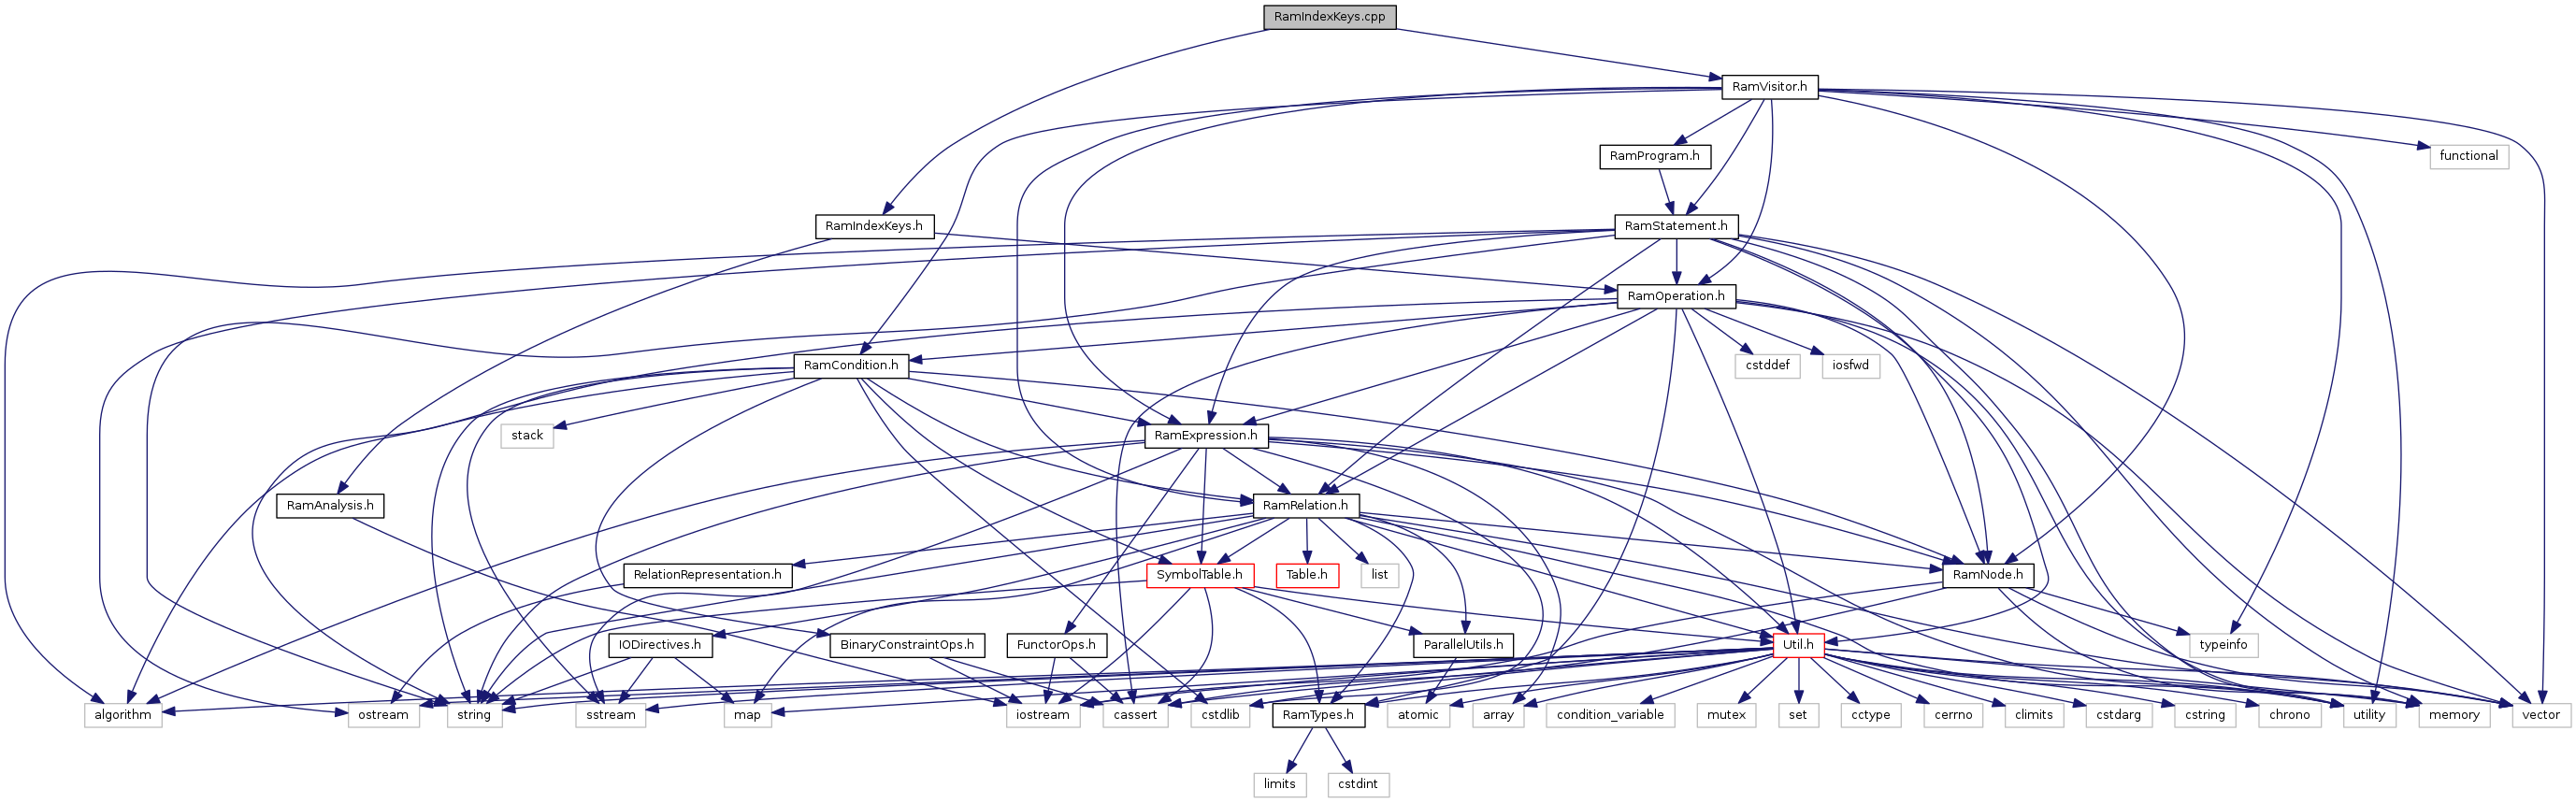 RamIndexKeys.cpp
RamVisitor.h
RamProgram.h
functional
RamIndexKeys.h
RamStatement.h
RamOperation.h
RamCondition.h
cstddef
iosfwd
stack
RamExpression.h
RamAnalysis.h
RamRelation.h
RelationRepresentation.h
SymbolTable.h
Table.h
list
RamNode.h
IODirectives.h
BinaryConstraintOps.h
FunctorOps.h
ParallelUtils.h
Util.h
typeinfo
algorithm
ostream
string
sstream
map
iostream
cassert
cstdlib
RamTypes.h
atomic
array
condition_variable
mutex
set
cctype
cerrno
climits
cstdarg
cstring
chrono
utility
memory
vector
limits
cstdint